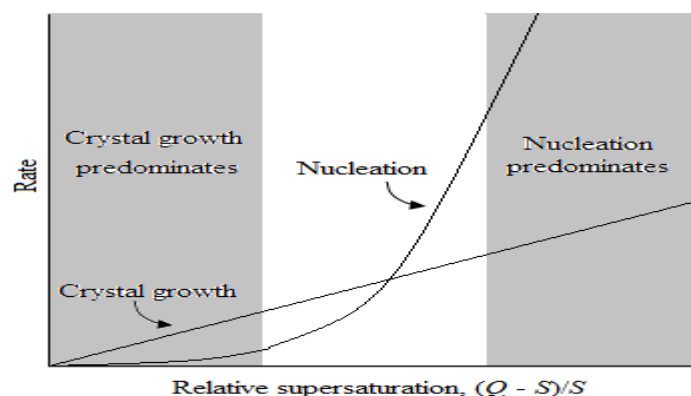 Crystal growth
predominates
Nucleation
Nucleation
predominates
Crystal growth
Rate
Relative supersaturation, (Q - S)/S